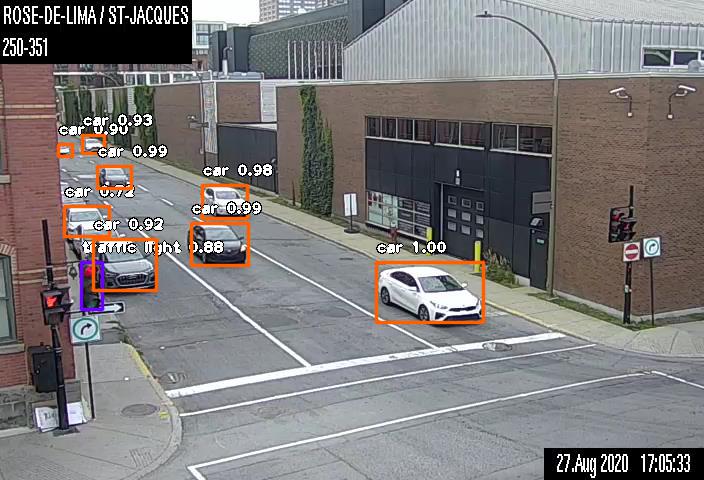 ROSE-DE-LIMA / ST-JACQUES
250-351
car 0.93
car 0.90
car 0.99
car 0.98
car 0.72
car 0.99
car 0.92
traffic light 0.88
car 1.00
27.Aug 2020 17:05:33